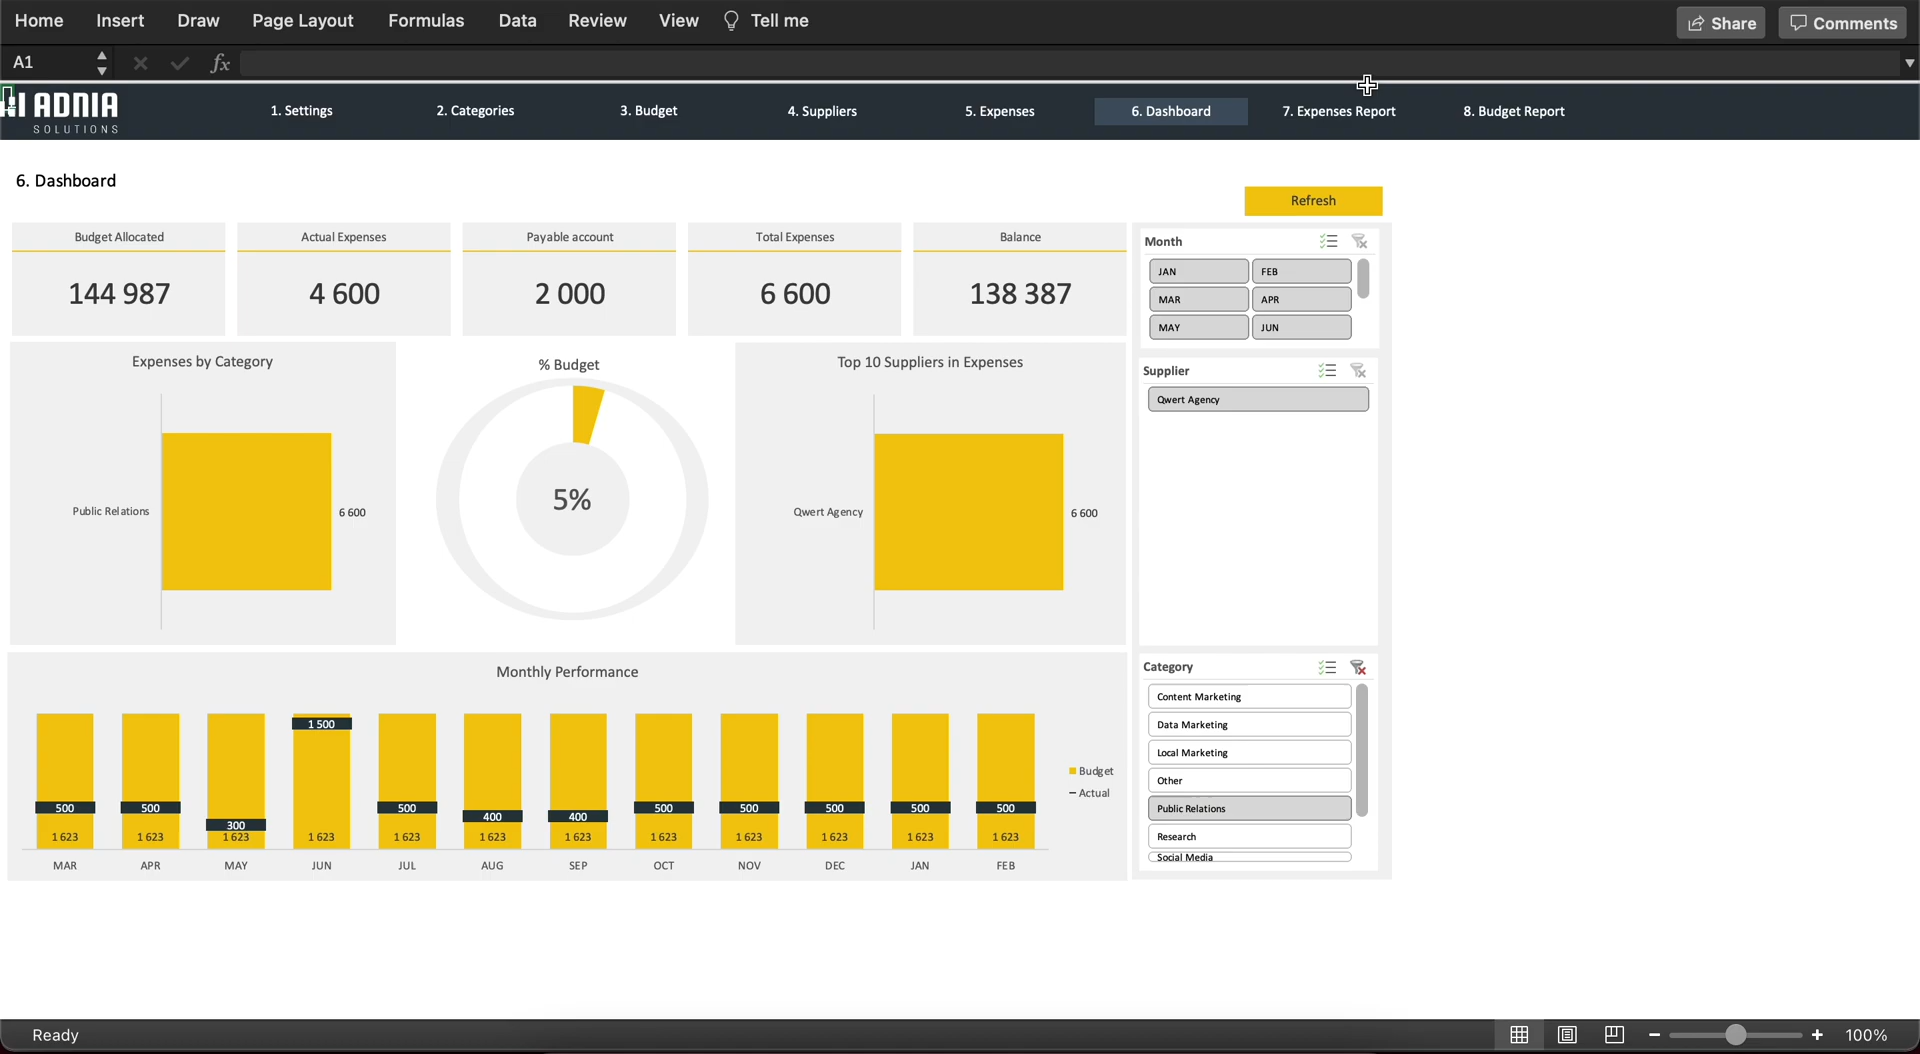 Home Insert Draw Page Layout Formulas Data Review View Tell me Share Comments
A1 fx
ADNIA
SOLUTIONS
1. Settings 2. Categories 3. Budget 4. Suppliers 5. Expenses 6. Dashboard 7. Expenses Report 8. Budget Report
6. Dashboard
Refresh
Budget Allocated Actual Expenses Payable account Total Expenses Balance
144 987 4 600 2 000 6 600 138 387
Month
JAN FEB
MAR APR
MAY JUN
Expenses by Category
Public Relations 6 600
% Budget
5%
Top 10 Suppliers in Expenses
Qwert Agency 6 600
Supplier
Qwert Agency
Monthly Performance
1 500
500 500 300 500 400 400 500 500 500 500 500
1 623 1 623 1 623 1 623 1 623 1 623 1 623 1 623 1 623 1 623 1 623 1 623
MAR APR MAY JUN JUL AUG SEP OCT NOV DEC JAN FEB
Budget
Actual
Category
Content Marketing
Data Marketing
Local Marketing
Other
Public Relations
Research
Social Media
Ready 100%